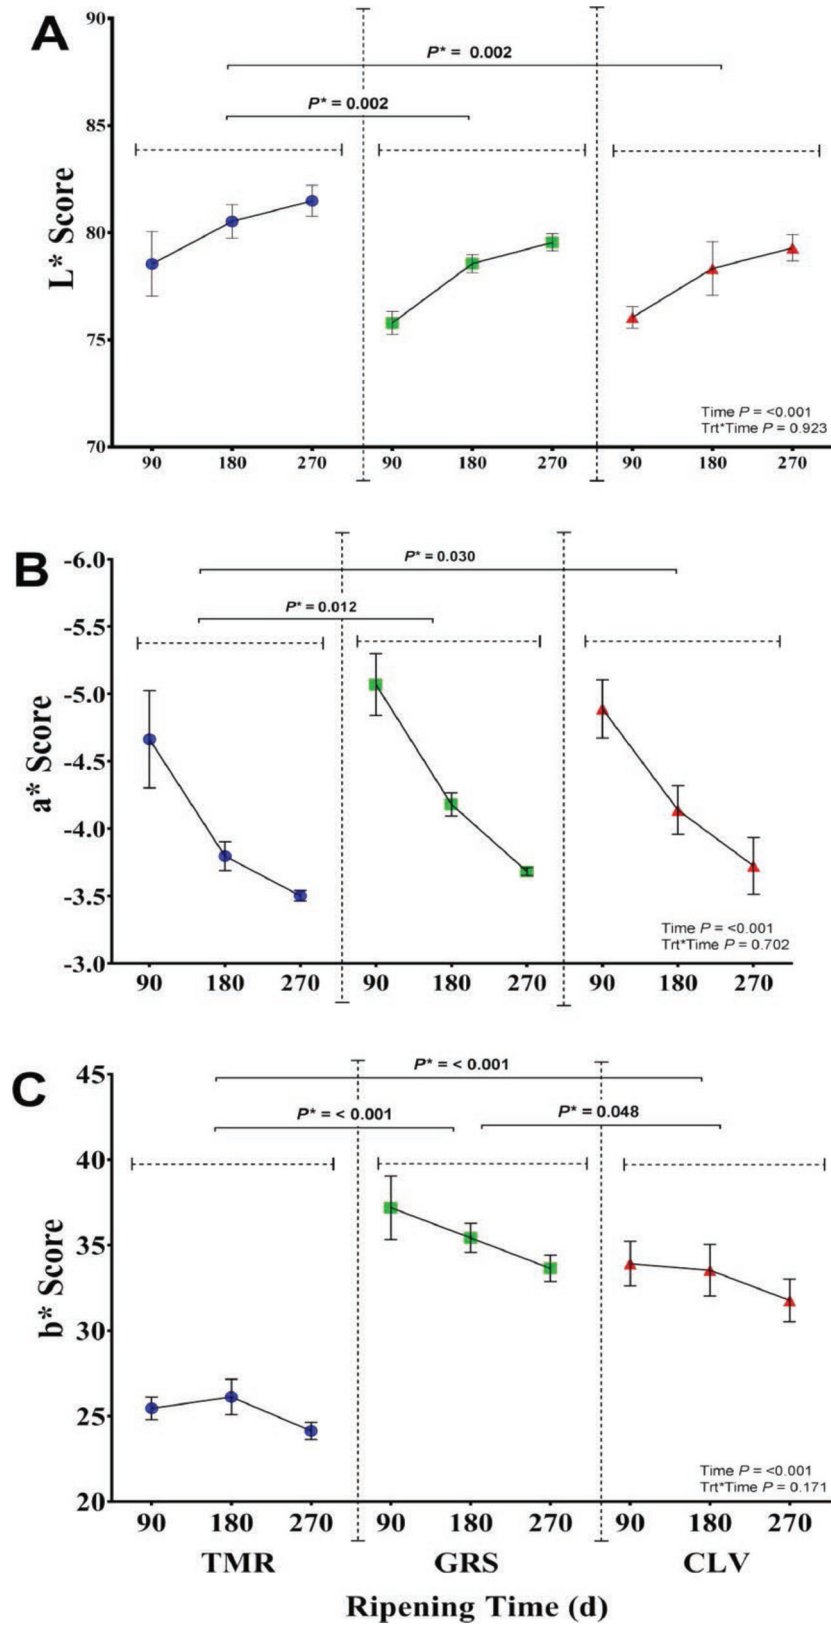 A
90
P* = 0.002
P* = 0.002
85
80
75
70
L* Score
Time P = <0.001
Trt*Time P = 0.923
90 180 270 90 180 270 90 180 270
B
-6.0
P* = 0.030
P* = 0.012
-5.5
-5.0
-4.5
-4.0
-3.5
-3.0
a* Score
Time P = <0.001
Trt*Time P = 0.702
90 180 270 90 180 270 90 180 270
C
45
P* = < 0.001
P* = < 0.001
P* = 0.048
40
35
30
25
20
b* Score
Time P = <0.001
Trt*Time P = 0.171
90 180 270 90 180 270 90 180 270
TMR GRS CLV
Ripening Time (d)